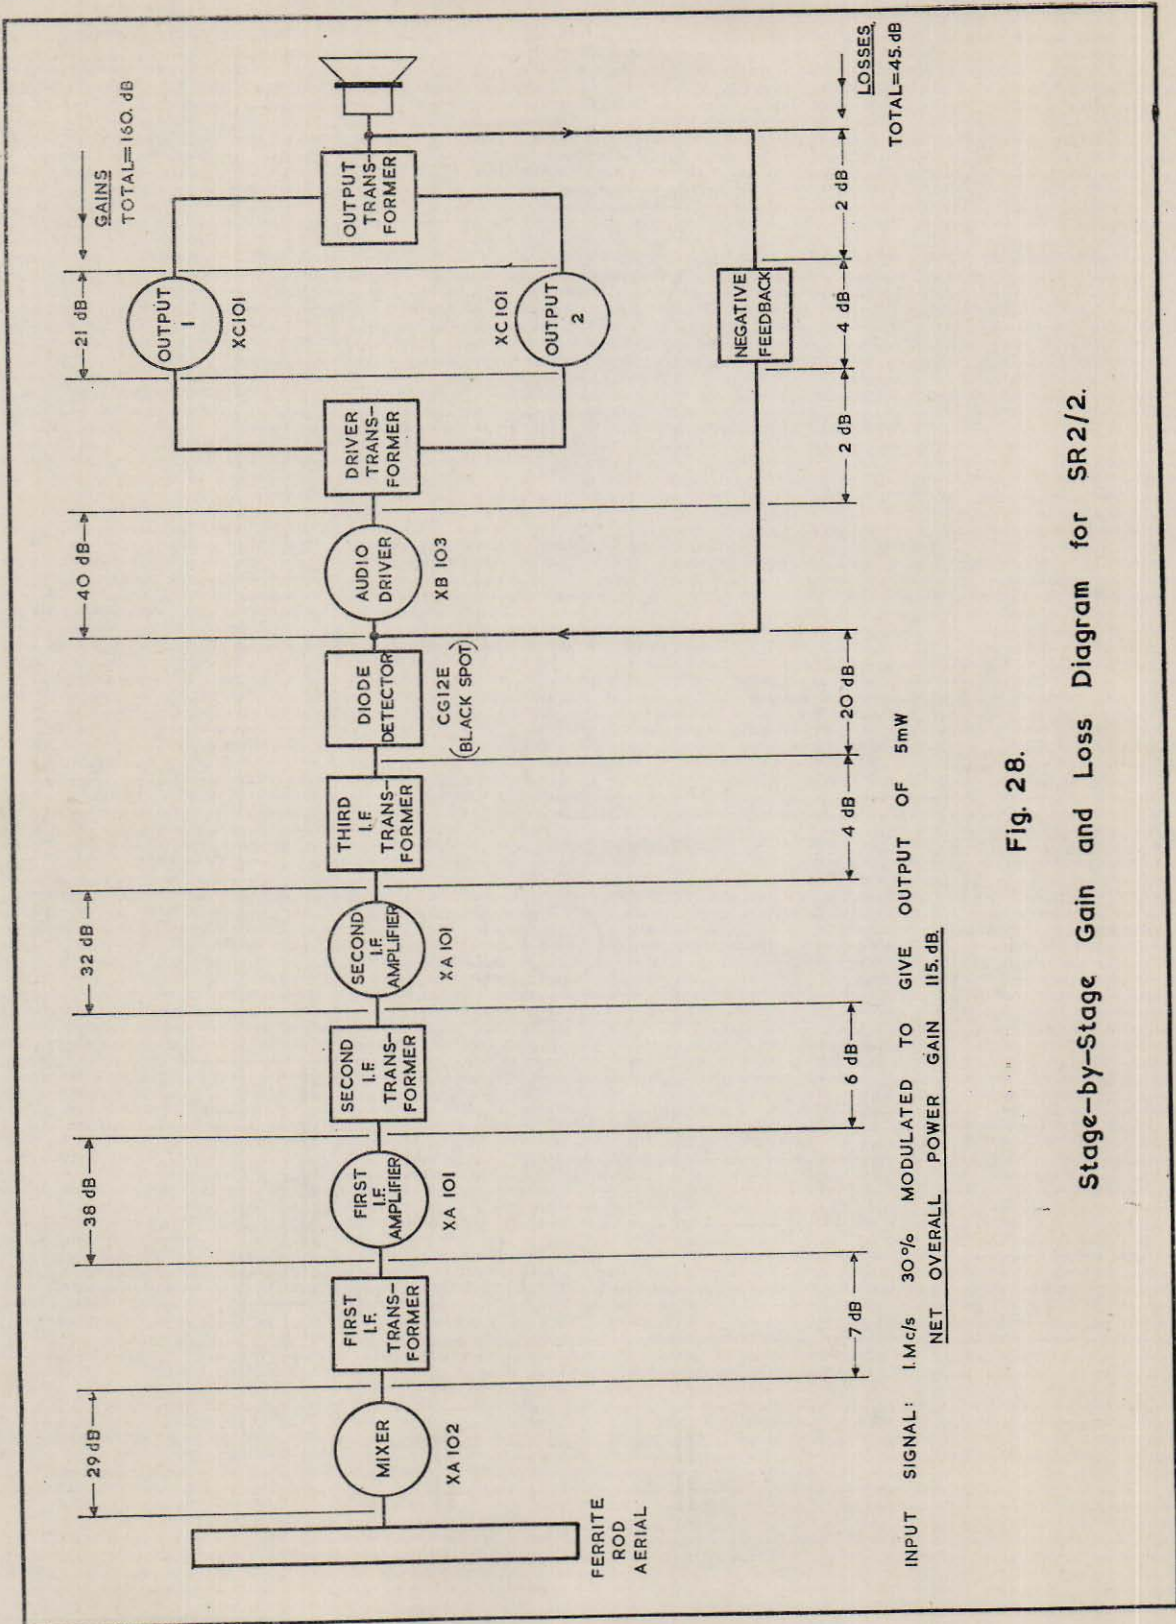 GAINS
TOTAL=160. dB
29 dB
38 dB
32 dB
40 dB
21 dB
FERRITE
ROD
AERIAL
MIXER
XA 102
FIRST
I.F.
TRANS-
FORMER
FIRST
I.F.
AMPLIFIER
XA 101
SECOND
I.F.
TRANS-
FORMER
SECOND
I.F.
AMPLIFIER
XA 101
THIRD
I.F.
TRANS-
FORMER
DIODE
DETECTOR
CG12E
(BLACK SPOT)
AUDIO
DRIVER
XB 103
DRIVER
TRANS-
FORMER
OUTPUT
1
XC101
OUTPUT
2
XC101
OUTPUT
TRANS-
FORMER
NEGATIVE
FEEDBACK
7 dB
6 dB
4 dB
20 dB
2 dB
4 dB
2 dB
LOSSES
TOTAL=45.dB
INPUT SIGNAL: 1.Mc/s 30% MODULATED TO GIVE OUTPUT OF 5mW
NET OVERALL POWER GAIN 115.dB.
Fig. 28.
Stage-by-Stage Gain and Loss Diagram for SR2/2.